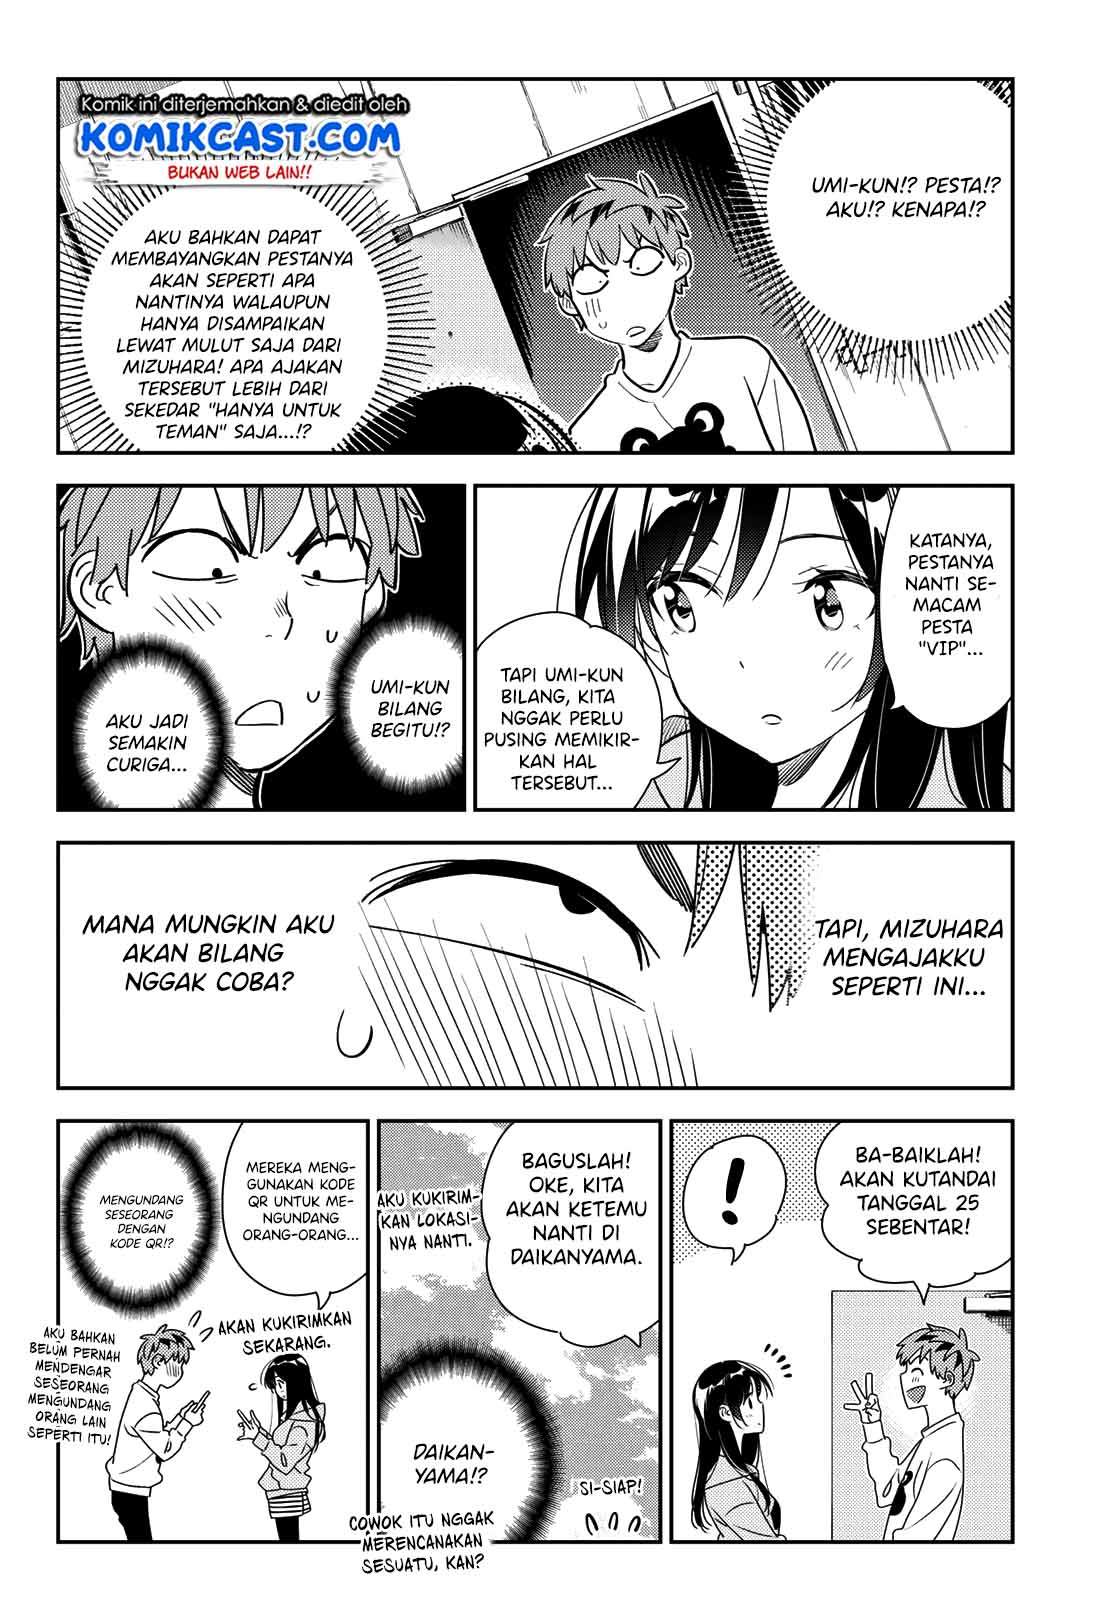 Komik ini diterjemahkan & diedit oleh
KOMIKCAST.COM
BUKAN WEB LAIN!!
UMI-KUN!? PESTA!?
AKU!? KENAPA!?
AKU BAHKAN DAPAT
MEMBAYANGKAN PESTANYA
AKAN SEPERTI APA
NANTINYA WALAUPUN
HANYA DISAMPAIKAN
LEWAT MULUT SAJA DARI
MIZUHARA! APA AJAKAN
TERSEBUT LEBIH DARI
SEKEDAR "HANYA UNTUK
TEMAN" SAJA...!?
KATANYA,
PESTANYA
NANTI SE-
MACAM
PESTA
"VIP"...
TAPI UMI-KUN
BILANG, KITA
NGGAK PERLU
PUSING MEMIKIR-
KAN HAL
TERSEBUT...
UMI-KUN
BILANG
BEGITU!?
AKU JADI
SEMAKIN
CURIGA...
TAPI, MIZUHARA
MENGAJAKKU
SEPERTI INI...
MANA MUNGKIN AKU
AKAN BILANG
NGGAK COBA?
BA-BAIKLAH!
AKAN KUTANDAI
TANGGAL 25
SEBENTAR!
!
BAGUSLAH!
OKE, KITA
AKAN KETEMU
NANTI DI
DAIKANYAMA.
AKU KUKIRIM-
KAN LOKASI-
NYA NANTI.
SI-SIAP!
DAIKAN-
YAMA!?
COWOK ITU NGGAK
MERENCANAKAN
SESUATU, KAN?
MEREKA MENG-
GUNAKAN KODE
QR UNTUK ME-
NGUNDANG
ORANG-ORANG...
AKAN KUKIRIMKAN
SEKARANG.
MENGUNDANG
SESEORANG
DENGAN
KODE QR!?
AKU BAHKAN
BELUM PERNAH
MENDENGAR
SESEORANG
MENGUNDANG
ORANG LAIN
SEPERTI ITU!